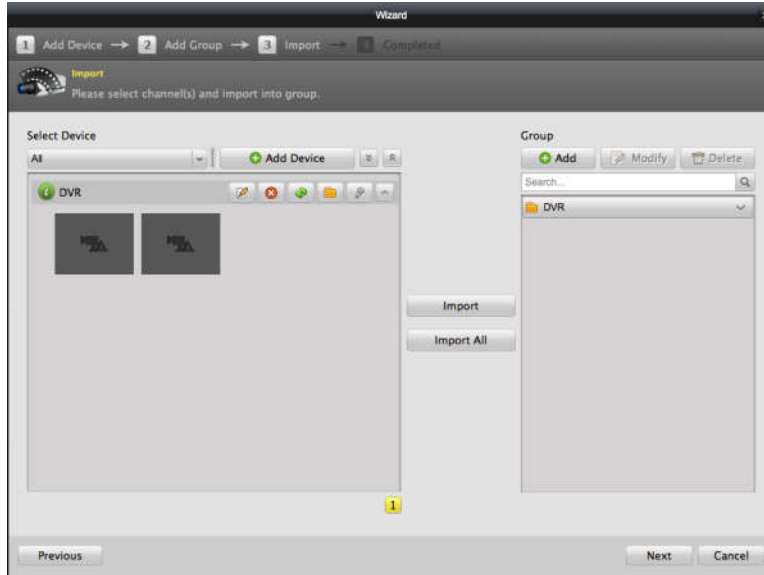 Wizard
1 Add Device → 2 Add Group → 3 Import → 4 Completed
Import
Please select channel(s) and import into group.
Select Device
All
Add Device
DVR
Import
Import All
1
Group
Add Modify Delete
Search...
DVR
Previous
Next Cancel